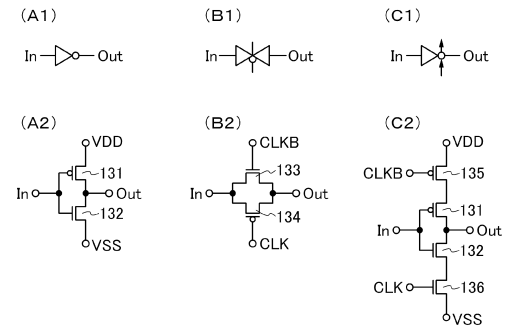 (A1) (B1) (C1)
In Out In Out In Out
(A2) (B2) (C2)
VDD CLKB VDD
131 133 CLKB 135
In Out In Out 131
132 134 In Out
VSS CLK 132
CLK 136
VSS